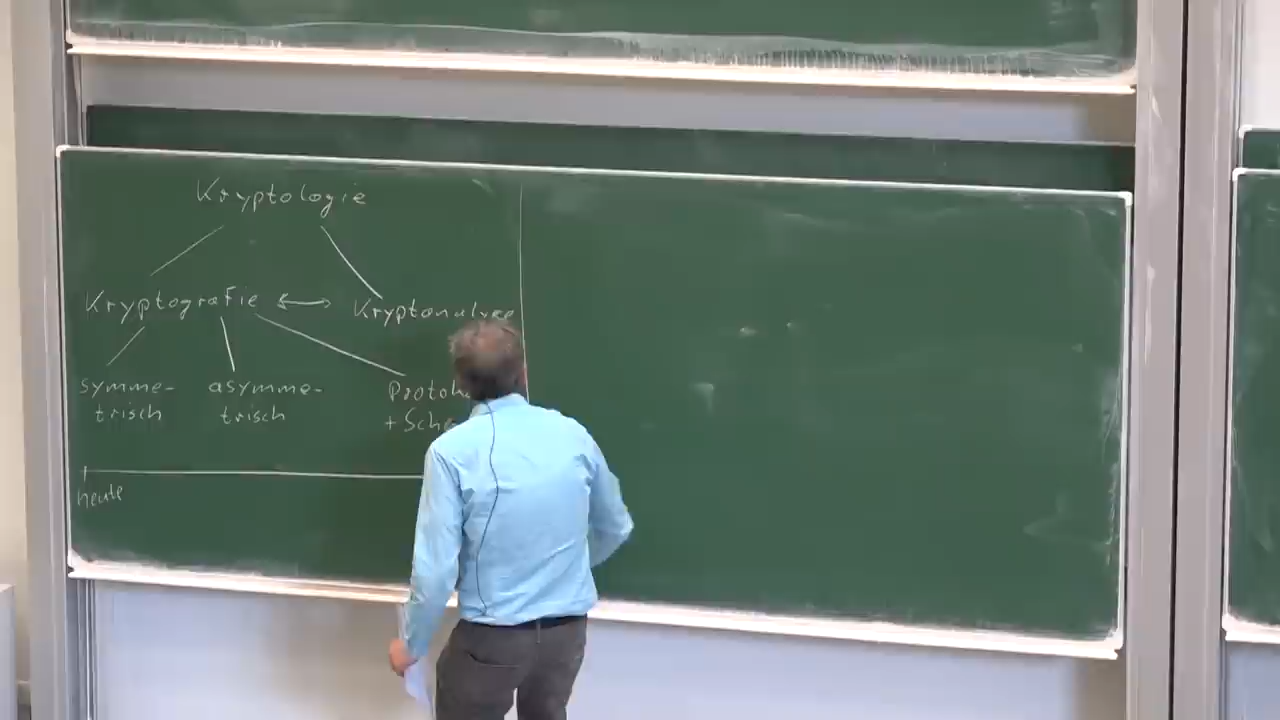 Kryptologie
Kryptografie ↔ Kryptanalyse
symme- asymme-
trisch trisch
+
heute